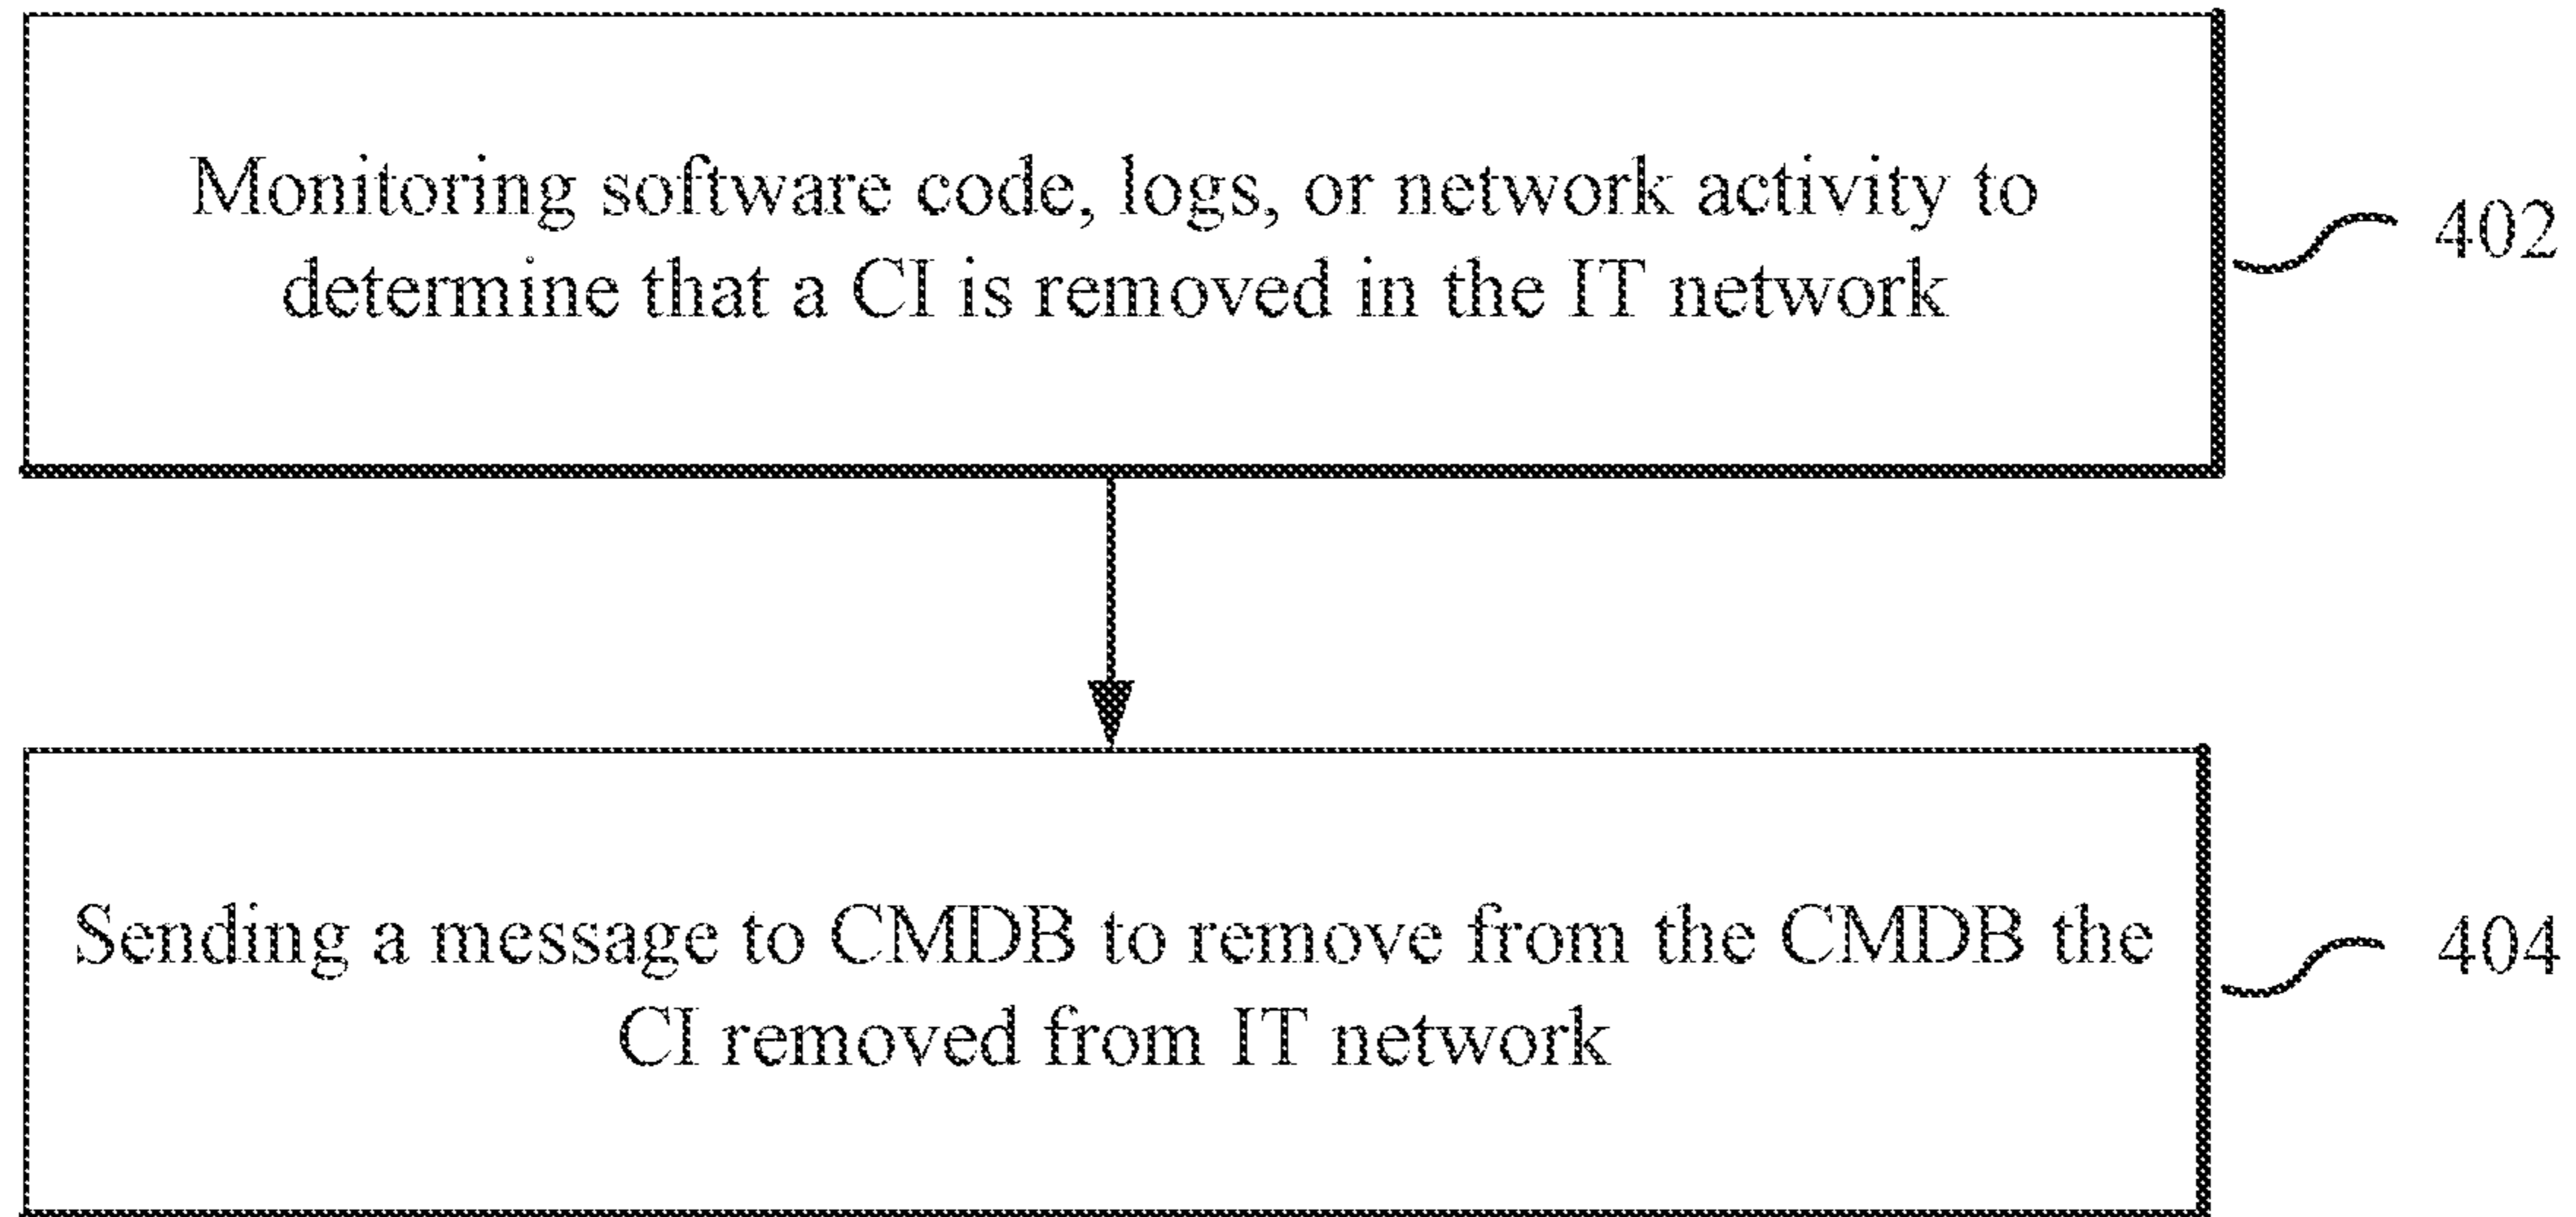 Monitoring software code, logs, or network activity to
determine that a CI is removed in the IT network
402
Sending a message to CMDB to remove from the CMDB the
CI removed from IT network
404